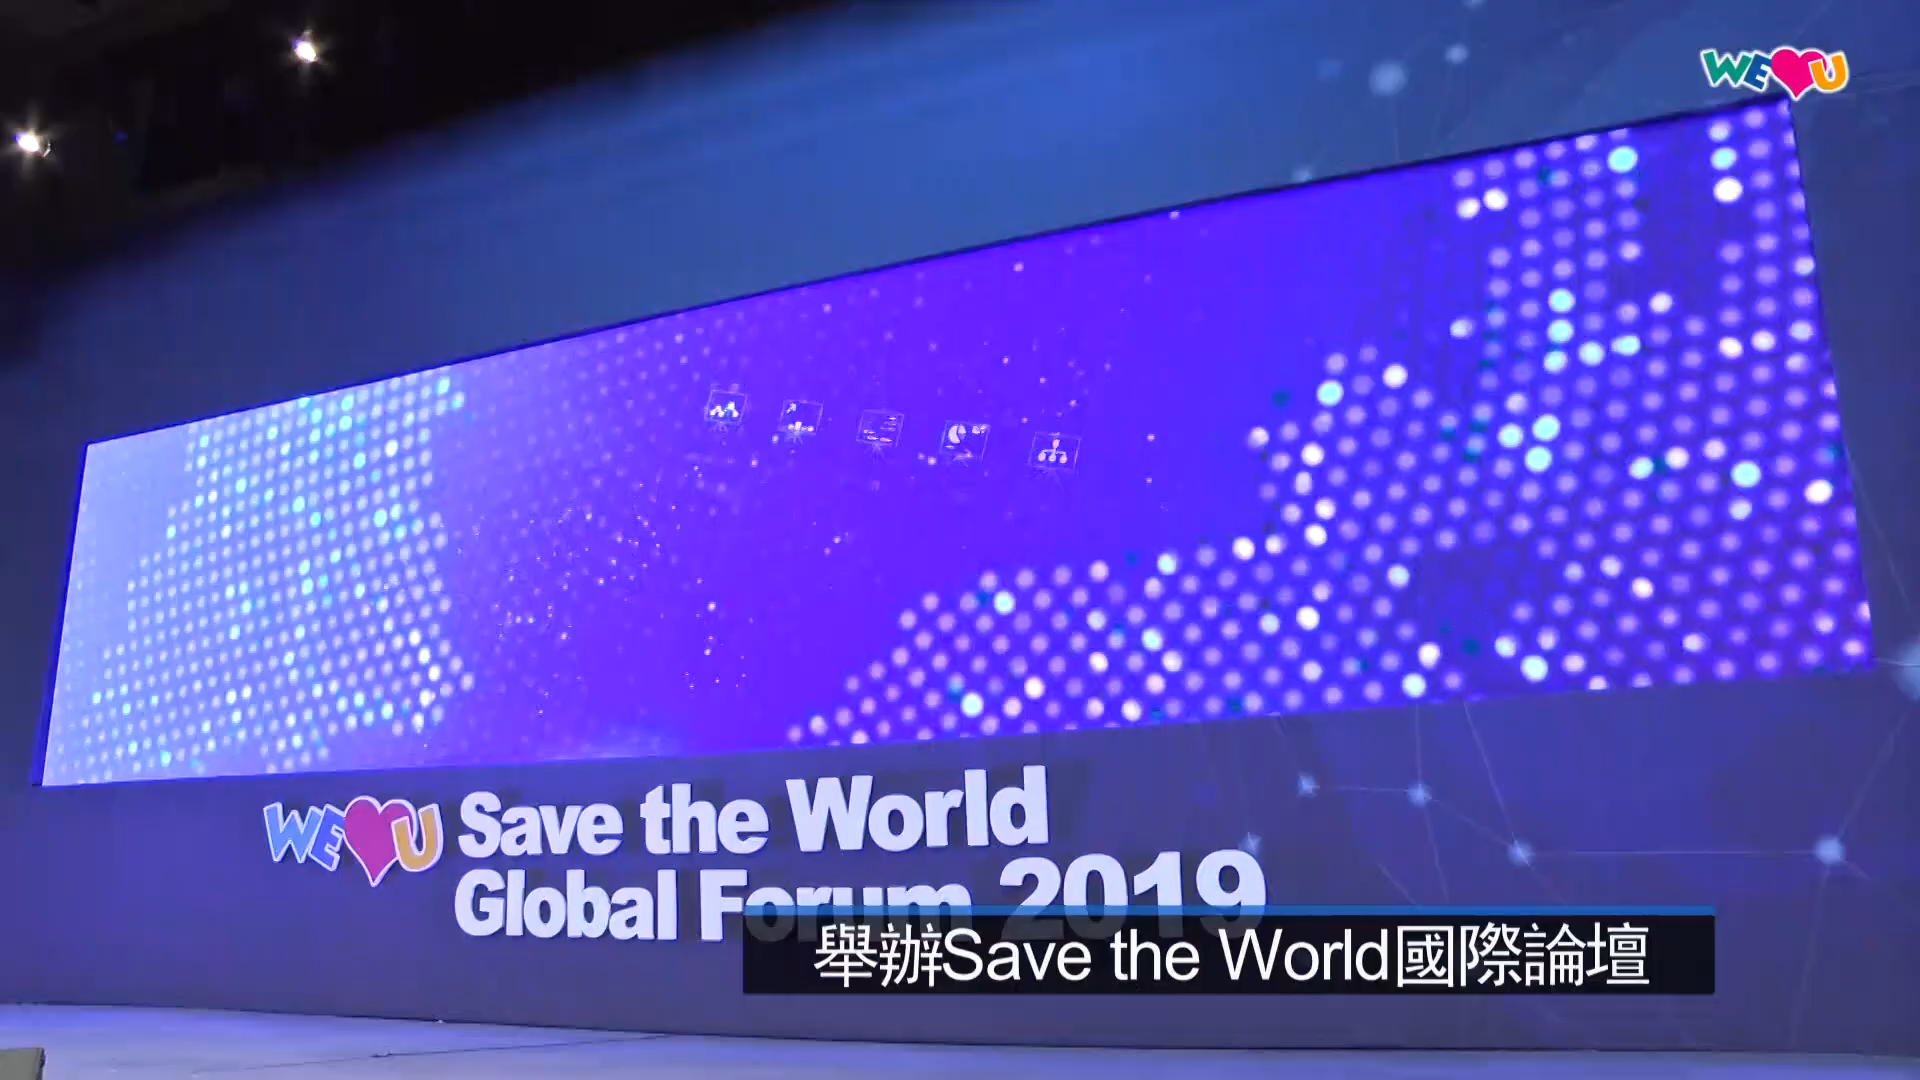 WE♥U
WE♥U
Save the World
Global Forum 2019
舉辦Save the World國際論壇